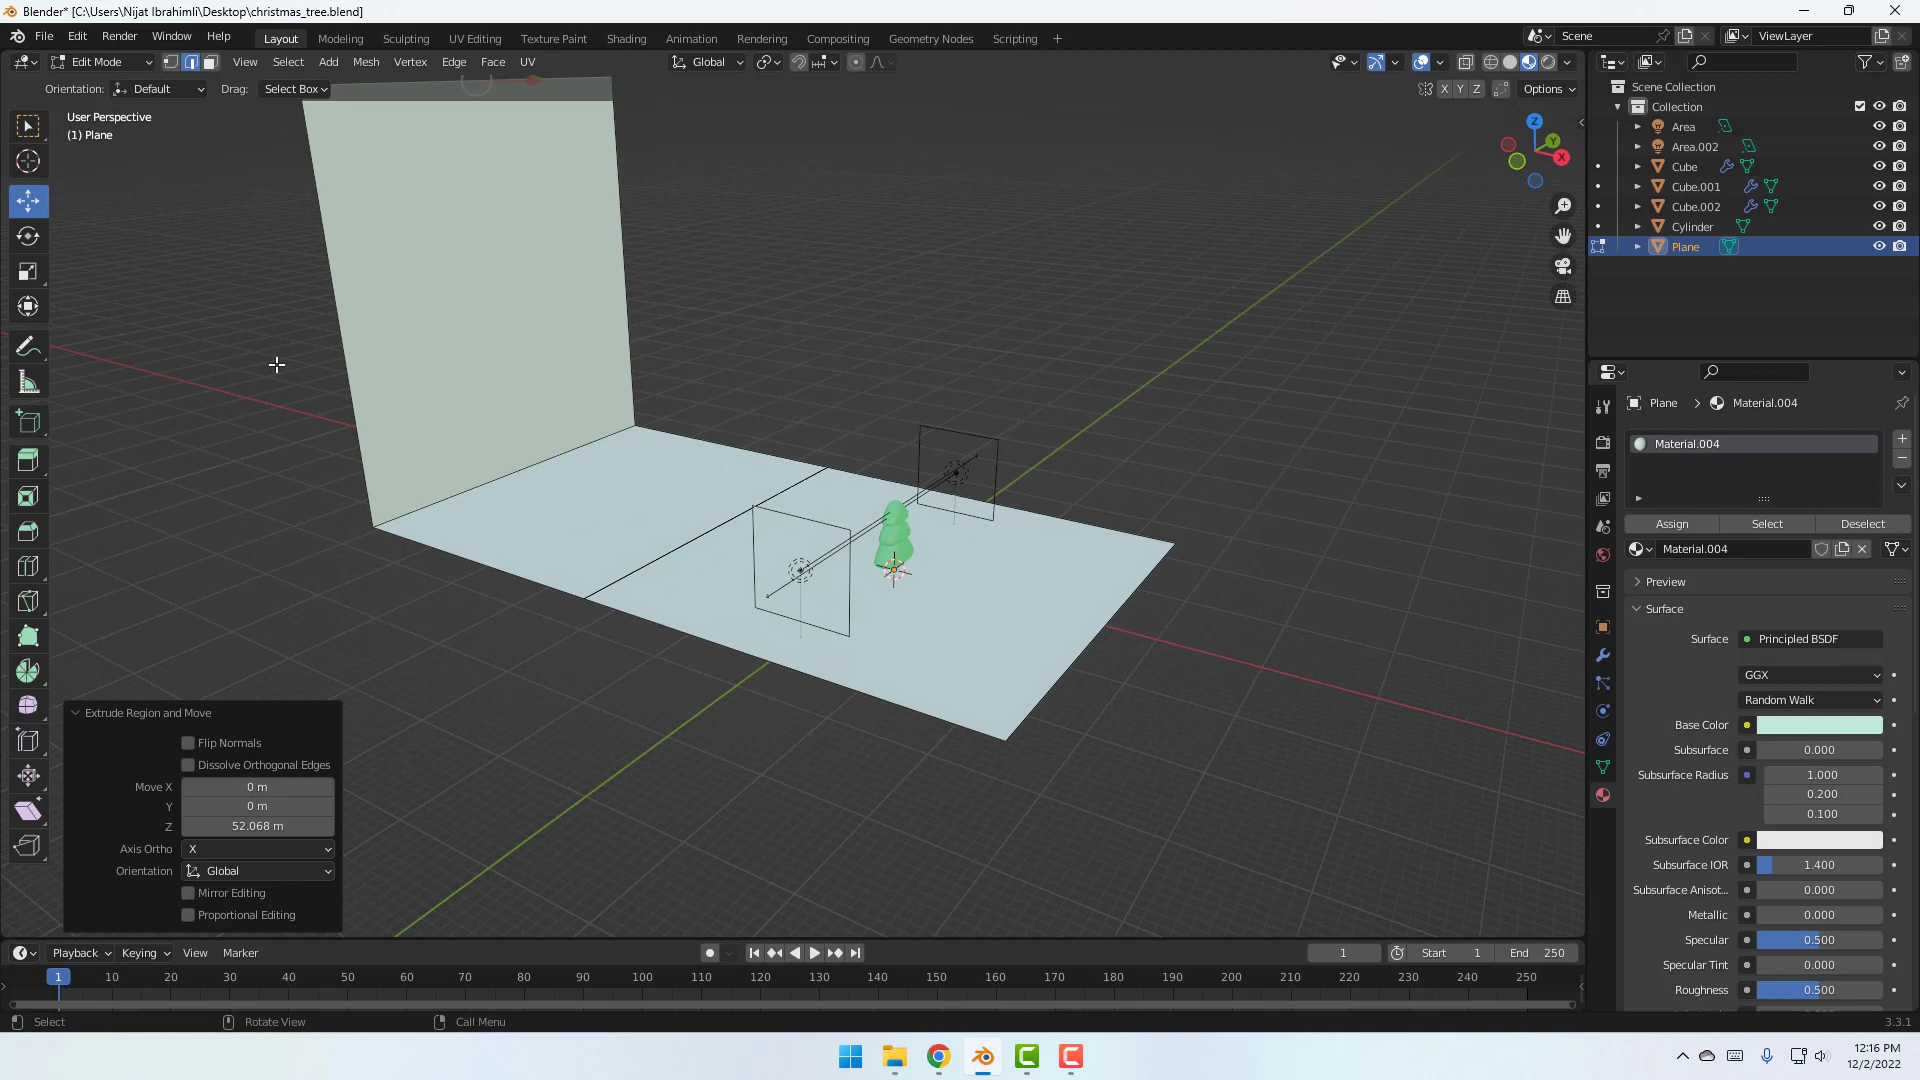 Blender* [C:\Users\Nijat Ibrahimli\Desktop\christmas_tree.blend]
File Edit Render Window Help Layout Modeling Sculpting UV Editing Texture Paint Shading Animation Rendering Compositing Geometry Nodes Scripting + Scene ViewLayer
Edit Mode View Select Add Mesh Vertex Edge Face UV Global
Orientation: Default Drag: Select Box X Y Z Options
User Perspective
(1) Plane
Z
Y
X
Scene Collection
Collection
Area
Area.002
Cube
Cube.001
Cube.002
Cylinder
Plane
Plane > Material.004
Material.004
Assign Select Deselect
Material.004
Preview
Surface
Surface Principled BSDF
GGX
Random Walk
Base Color
Subsurface 0.000
Subsurface Radius 1.000
0.200
0.100
Subsurface Color
Subsurface IOR 1.400
Subsurface Anisot... 0.000
Metallic 0.000
Specular 0.500
Specular Tint 0.000
Roughness 0.500
Extrude Region and Move
Flip Normals
Dissolve Orthogonal Edges
Move X 0 m
Y 0 m
Z 52.068 m
Axis Ortho X
Orientation Global
Mirror Editing
Proportional Editing
Playback Keying View Marker 1 Start 1 End 250
1 10 20 30 40 50 60 70 80 90 100 110 120 130 140 150 160 170 180 190 200 210 220 230 240 250
Select Rotate View Call Menu 3.3.1
12:16 PM
12/2/2022